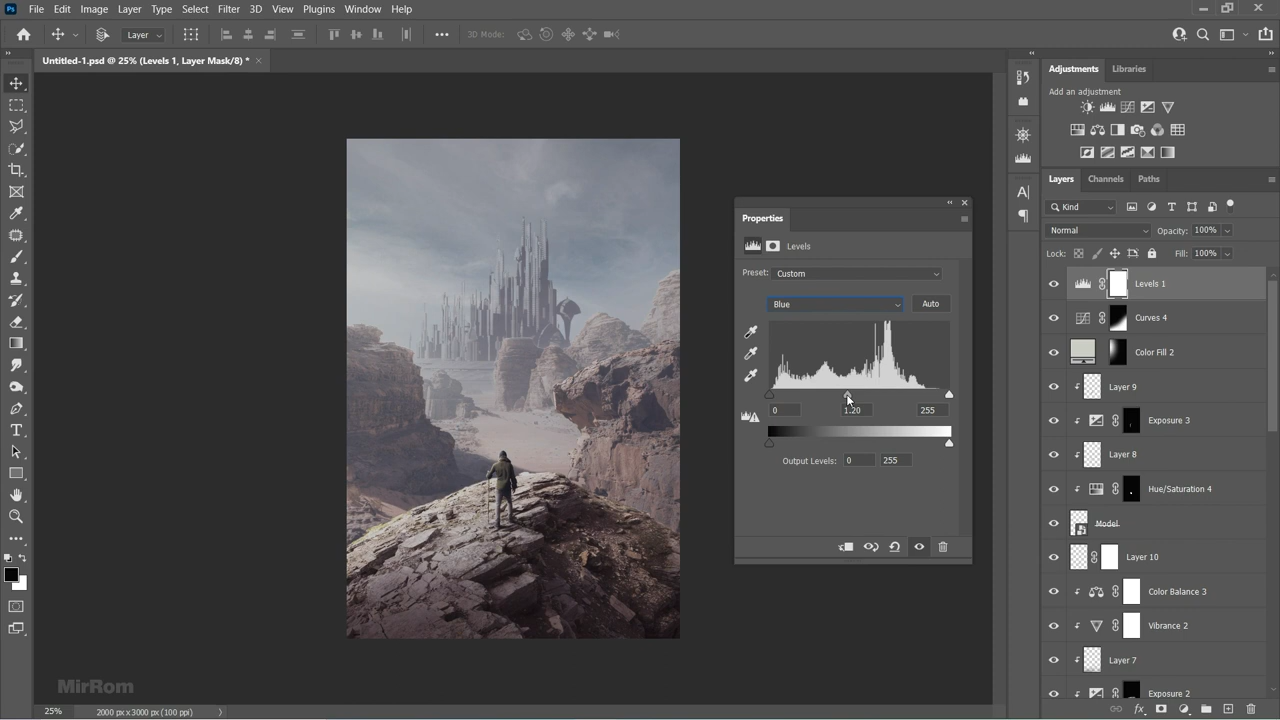 Ps File Edit Image Layer Type Select Filter 3D View Plugins Window Help
Layer 3D Mode:
Untitled-1.psd @ 25% (Levels 1, Layer Mask/8) *
Adjustments Libraries
Add an adjustment
Layers Channels Paths
Kind
Normal Opacity: 100%
Lock: Fill: 100%
Levels 1
Curves 4
Color Fill 2
Layer 9
Exposure 3
Layer 8
Hue/Saturation 4
Model
Layer 10
Color Balance 3
Vibrance 2
Layer 7
Exposure 2
Properties
Levels
Preset: Custom
Blue Auto
0 1.20 255
Output Levels: 0 255
MirRom
25% 2000 px x 3000 px (100 ppi)